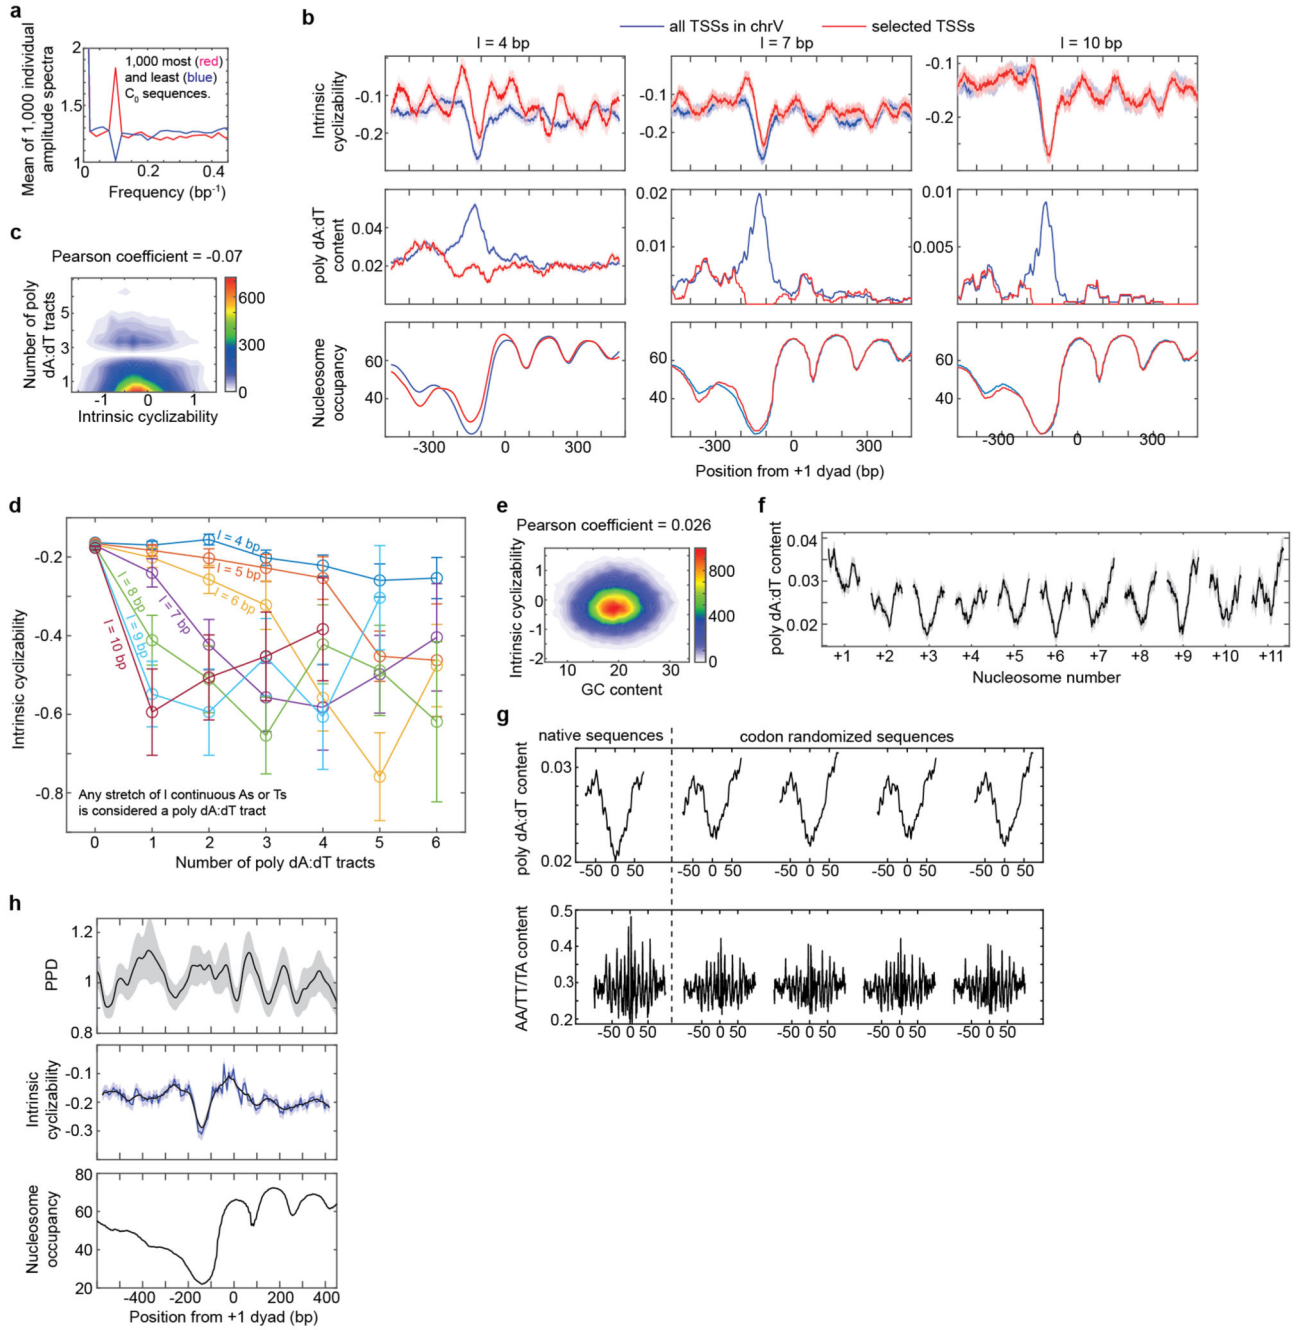 a
Mean of 1,000 individual
amplitude spectra
2
1.5
1
1,000 most (red)
and least (blue)
C0 sequences.
0
0.2
0.4
Frequency (bp-1)
b
all TSSs in chrV
selected TSSs
l = 4 bp
l = 7 bp
l = 10 bp
Intrinsic
cyclizability
-0.1
-0.2
-0.1
-0.2
-0.1
-0.2
poly dA:dT
content
0.04
0.02
0.02
0.01
0.01
0.005
Nucleosome
occupancy
60
40
60
40
60
40
-300
0
300
-300
0
300
-300
0
300
Position from +1 dyad (bp)
c
Pearson coefficient = -0.07
Number of poly
dA:dT tracts
5
3
1
-1
0
1
Intrinsic cyclizability
600
300
0
d
Intrinsic cyclizability
-0.2
-0.4
-0.6
-0.8
l = 4 bp
l = 5 bp
l = 6 bp
l = 7 bp
l = 8 bp
l = 9 bp
l = 10 bp
Any stretch of l continuous As or Ts
is considered a poly dA:dT tract
0
1
2
3
4
5
6
Number of poly dA:dT tracts
e
Pearson coefficient = 0.026
Intrinsic cyclizability
1
0
-1
-2
10
20
30
GC content
800
400
0
f
poly dA:dT content
0.04
0.03
0.02
+1
+2
+3
+4
+5
+6
+7
+8
+9
+10
+11
Nucleosome number
g
native sequences
codon randomized sequences
poly dA:dT content
0.03
0.02
-50 0 50
-50 0 50
-50 0 50
-50 0 50
-50 0 50
AA/TT/TA content
0.5
0.4
0.3
0.2
-50 0 50
-50 0 50
-50 0 50
-50 0 50
-50 0 50
h
PPD
1.2
1
0.8
Intrinsic
cyclizability
-0.1
-0.2
-0.3
Nucleosome
occupancy
80
60
40
20
-400
-200
0
200
400
Position from +1 dyad (bp)